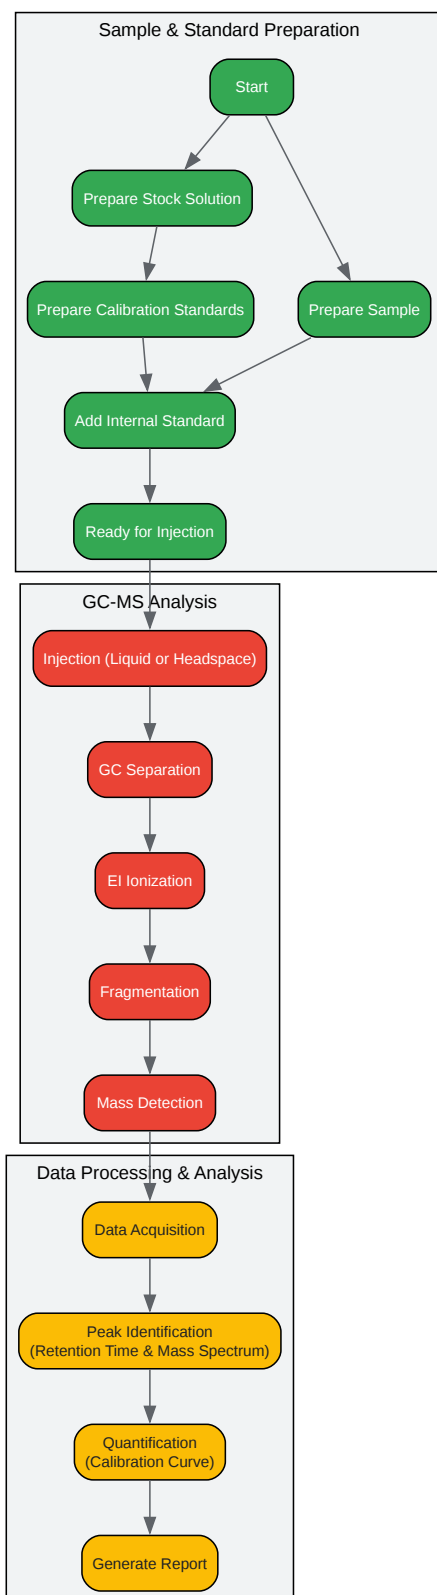 Sample & Standard Preparation
Start
Prepare Stock Solution
Prepare Calibration Standards
Prepare Sample
Add Internal Standard
Ready for Injection
GC-MS Analysis
Injection (Liquid or Headspace)
GC Separation
EI Ionization
Fragmentation
Mass Detection
Data Processing & Analysis
Data Acquisition
Peak Identification
(Retention Time & Mass Spectrum)
Quantification
(Calibration Curve)
Generate Report